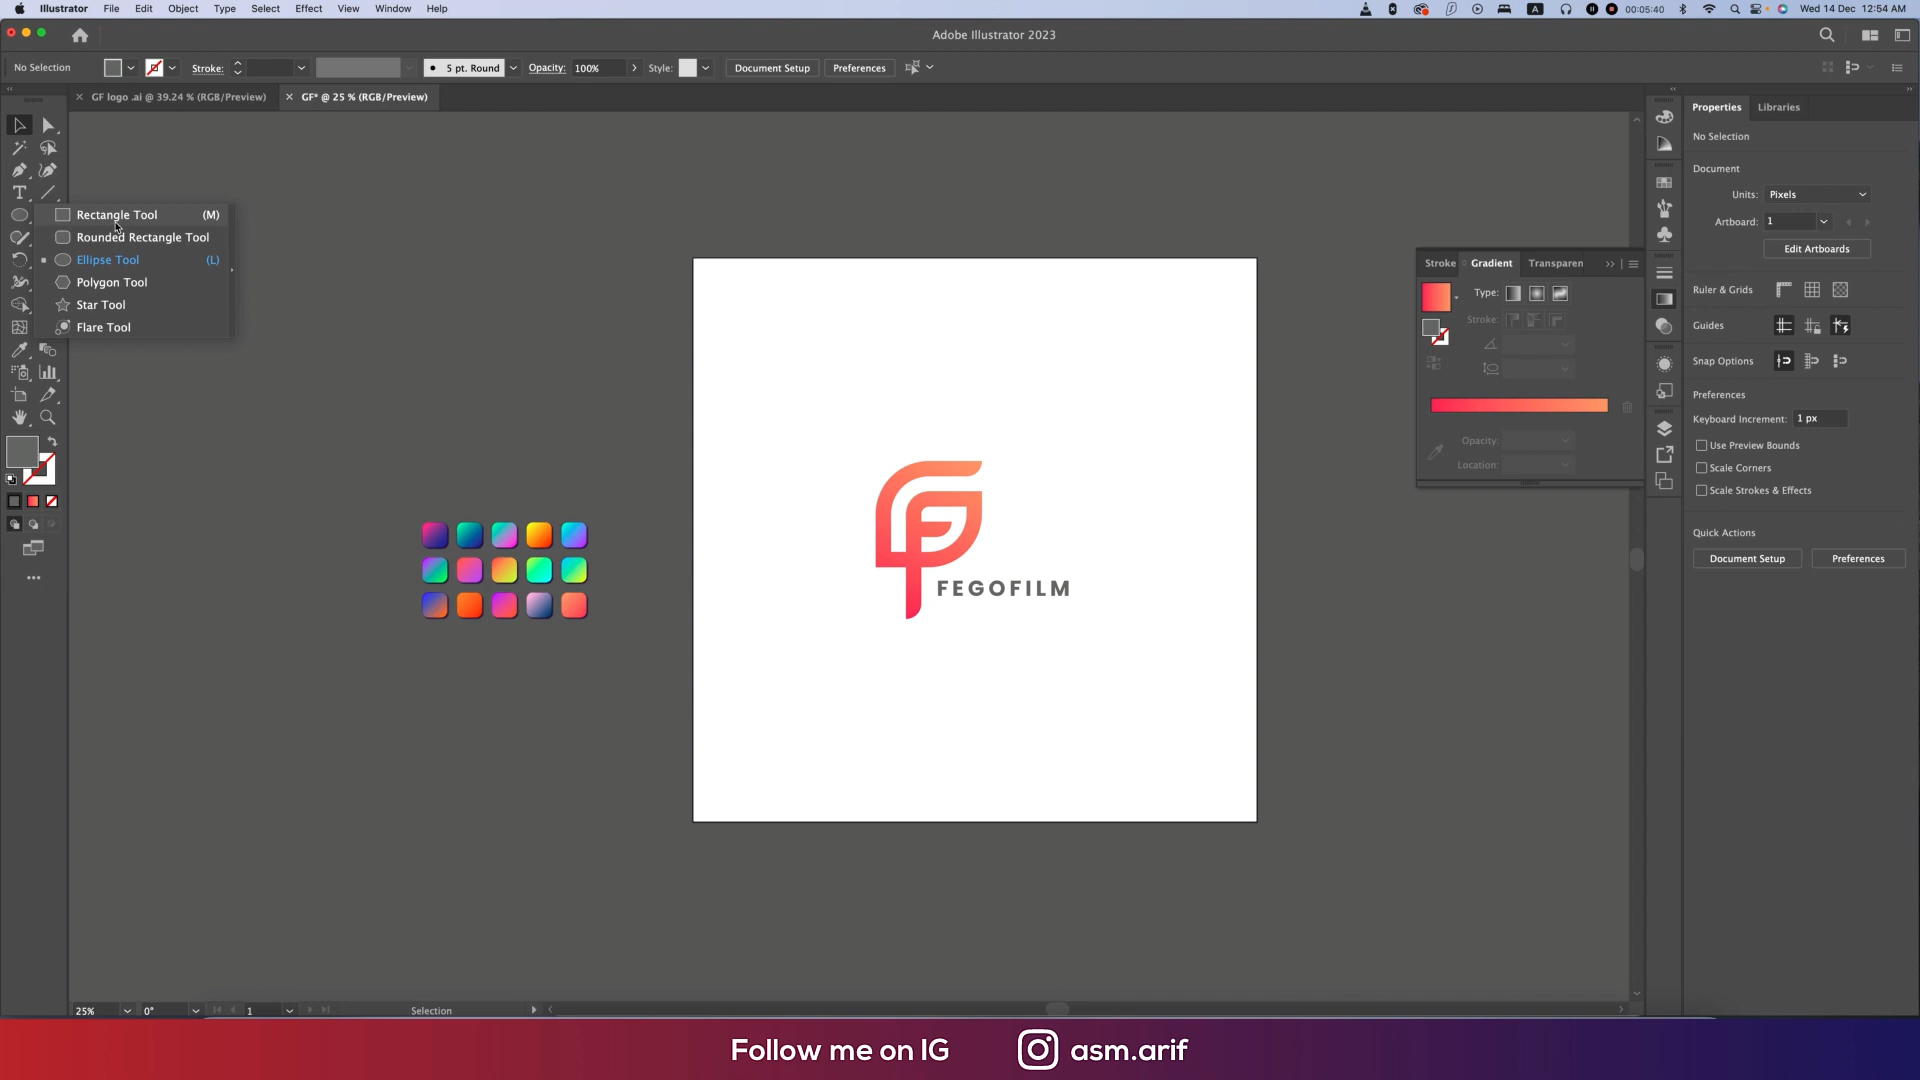 Illustrator File Edit Object Type Select Effect View Window Help
A 00:05:40 Wed 14 Dec 12:54 AM
Adobe Illustrator 2023
No Selection Stroke: 5 pt. Round Opacity: 100% Style: Document Setup Preferences
GF logo .ai @ 39.24 % (RGB/Preview) GF* @ 25 % (RGB/Preview)
Properties Libraries
No Selection
Document
Units: Pixels
Artboard: 1
Edit Artboards
Ruler & Grids
Guides
Snap Options
Preferences
Keyboard Increment: 1 px
Use Preview Bounds
Scale Corners
Scale Strokes & Effects
Quick Actions
Document Setup Preferences
Rectangle Tool (M)
Rounded Rectangle Tool
Ellipse Tool (L)
Polygon Tool
Star Tool
Flare Tool
Stroke Gradient Transparen
Type:
Stroke:
Opacity:
Location:
FEGOFILM
25% 0° 1 Selection
Follow me on IG asm.arif